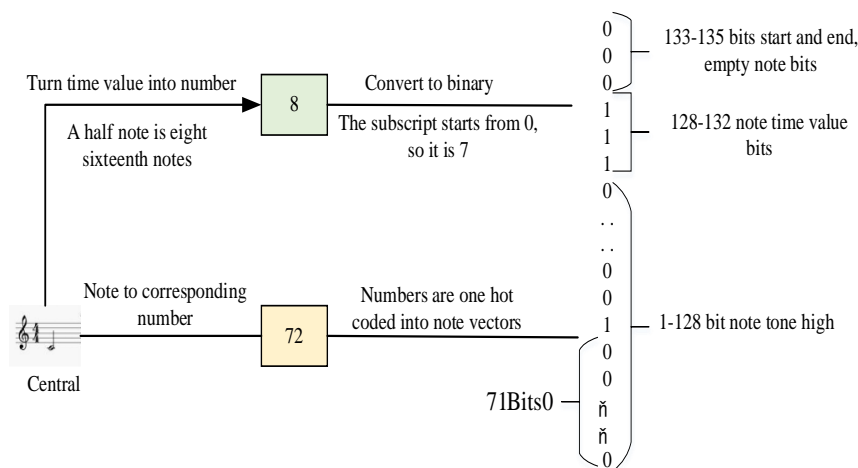 0
0
0
133-135 bits start and end,
empty note bits
Turn time value into number
8
Convert to binary
A half note is eight
sixteenth notes
The subscript starts from 0,
so it is 7
1
1
1
128-132 note time value
bits
0
. .
. .
0
0
1
0
0
ň
ň
0
Note to corresponding
number
72
Numbers are one hot
coded into note vectors
1-128 bit note tone high
Central
71Bits0